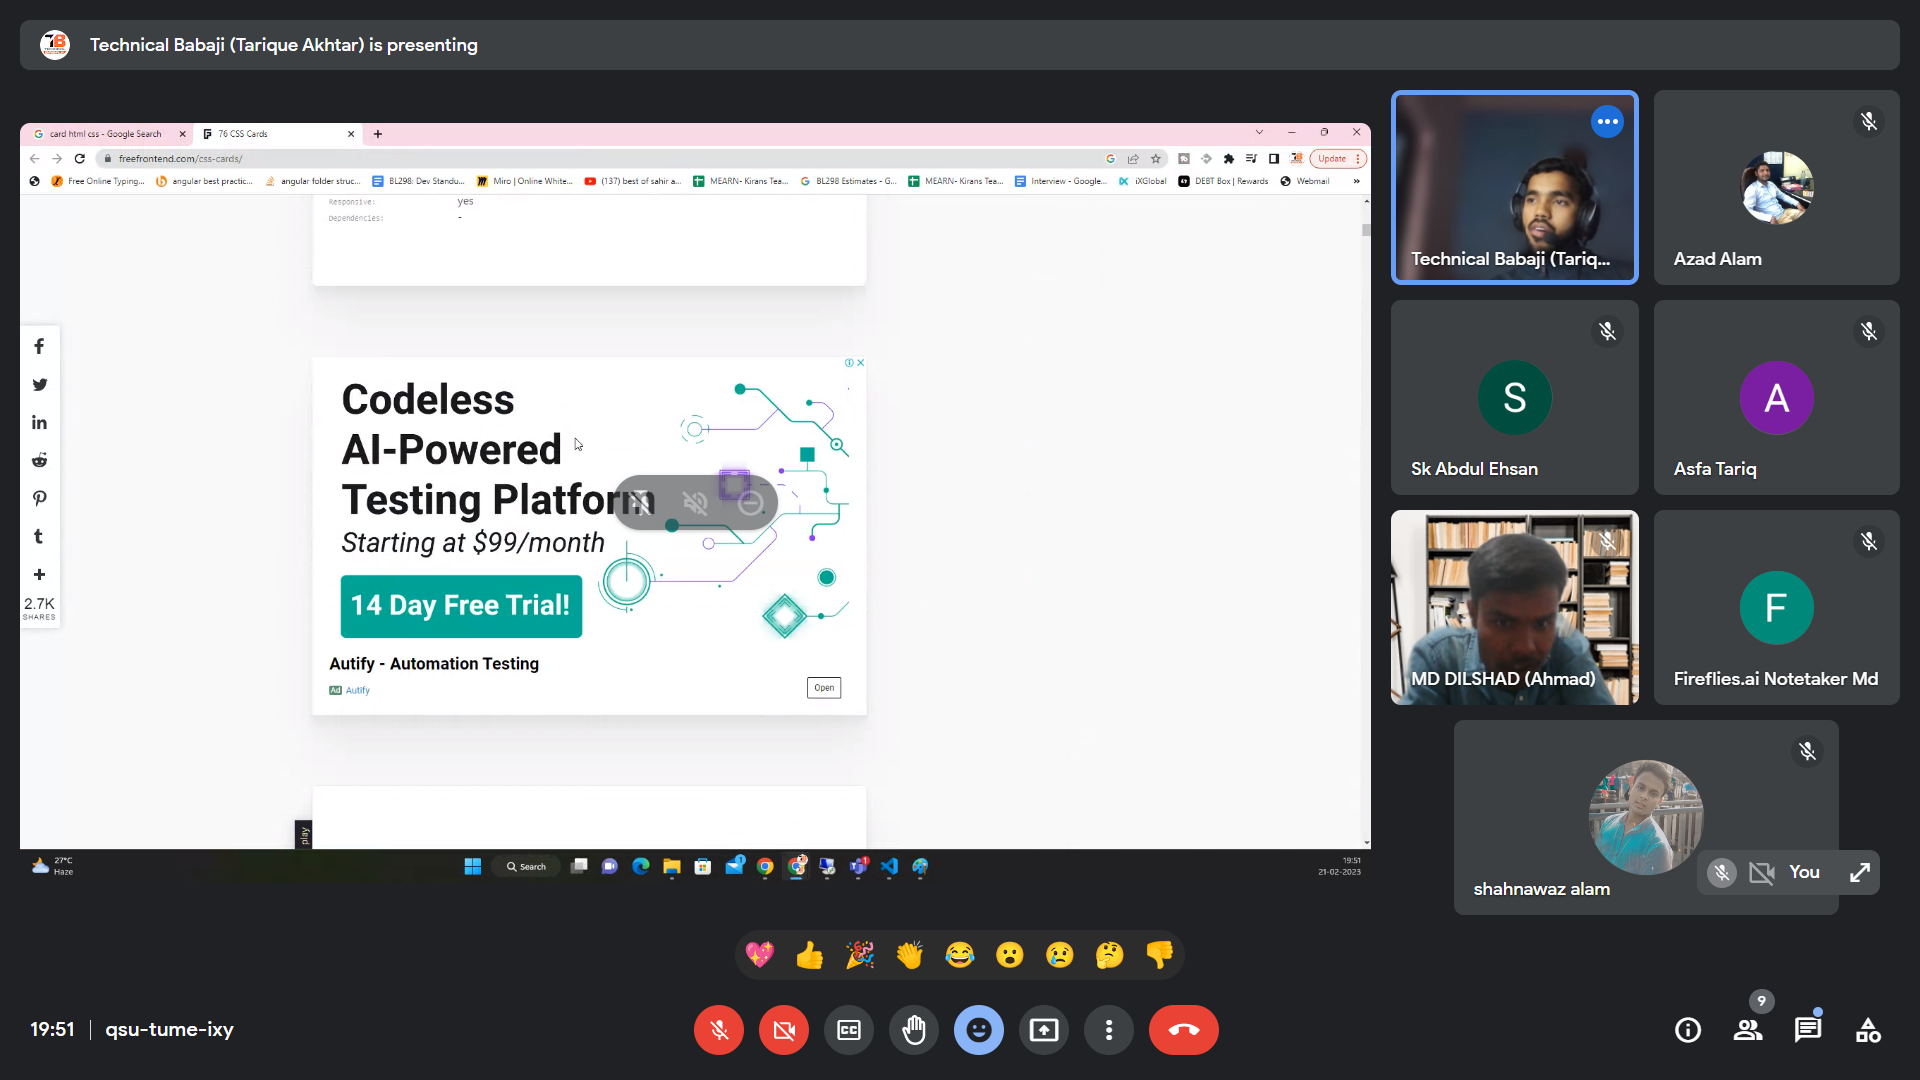 Technical Babaji (Tarique Akhtar) is presenting
card html css - Google Search
76 CSS Cards
freefrontend.com/css-cards/
Update
Free Online Typing...
angular best practic...
angular folder struc...
BL298: Dev Standu...
Miro | Online White...
(137) best of sahir a...
MEARN- Kirans Tea...
BL298 Estimates - G...
MEARN- Kirans Tea...
Interview - Google...
iXGlobal
DEBT Box | Rewards
Webmail
»
Responsive: yes
Dependencies: -
2.7K
SHARES
Codeless
AI-Powered
Testing Platform
Starting at $99/month
14 Day Free Trial!
Autify - Automation Testing
Ad Autify
Open
play
27°C
Haze
Search
19:51
21-02-2023
Technical Babaji (Tariq...
Azad Alam
S
Sk Abdul Ehsan
A
Asfa Tariq
MD DILSHAD (Ahmad)
F
Fireflies.ai Notetaker Md
shahnawaz alam
You
19:51 | qsu-tume-ixy
CC
9